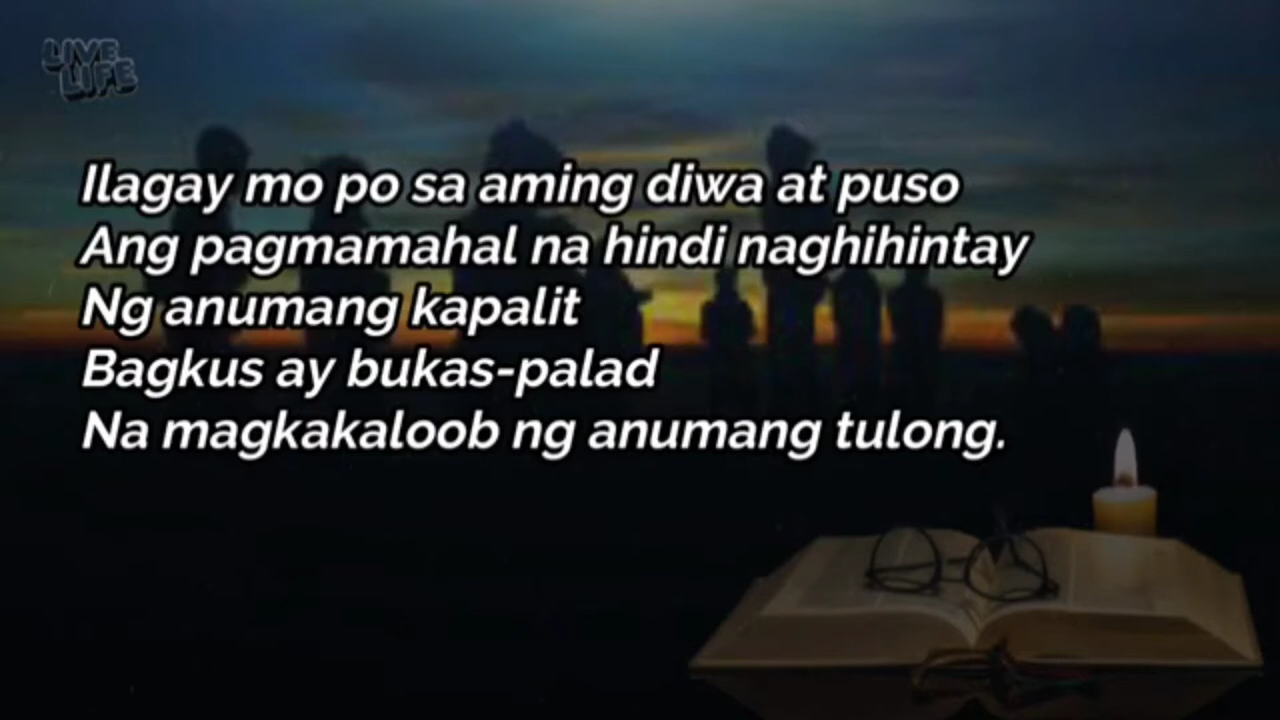 LIVE
LIFE
Ilagay mo po sa aming diwa at puso
Ang pagmamahal na hindi naghihintay
Ng anumang kapalit
Bagkus ay bukas-palad
Na magkakaloob ng anumang tulong.